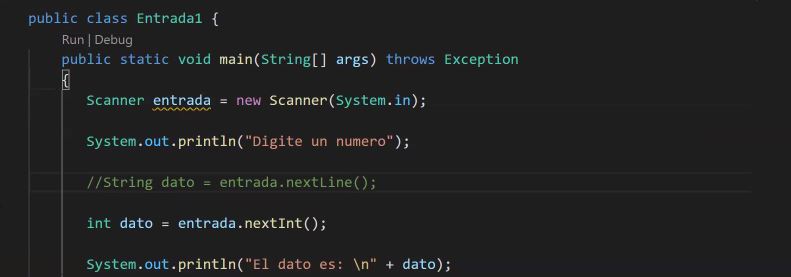 public class Entrada1 {
Run | Debug
public static void main(String[] args) throws Exception
{
Scanner entrada = new Scanner(System.in);
System.out.println("Digite un numero");
//String dato = entrada.nextLine();
int dato = entrada.nextInt();
System.out.println("El dato es: \n" + dato);